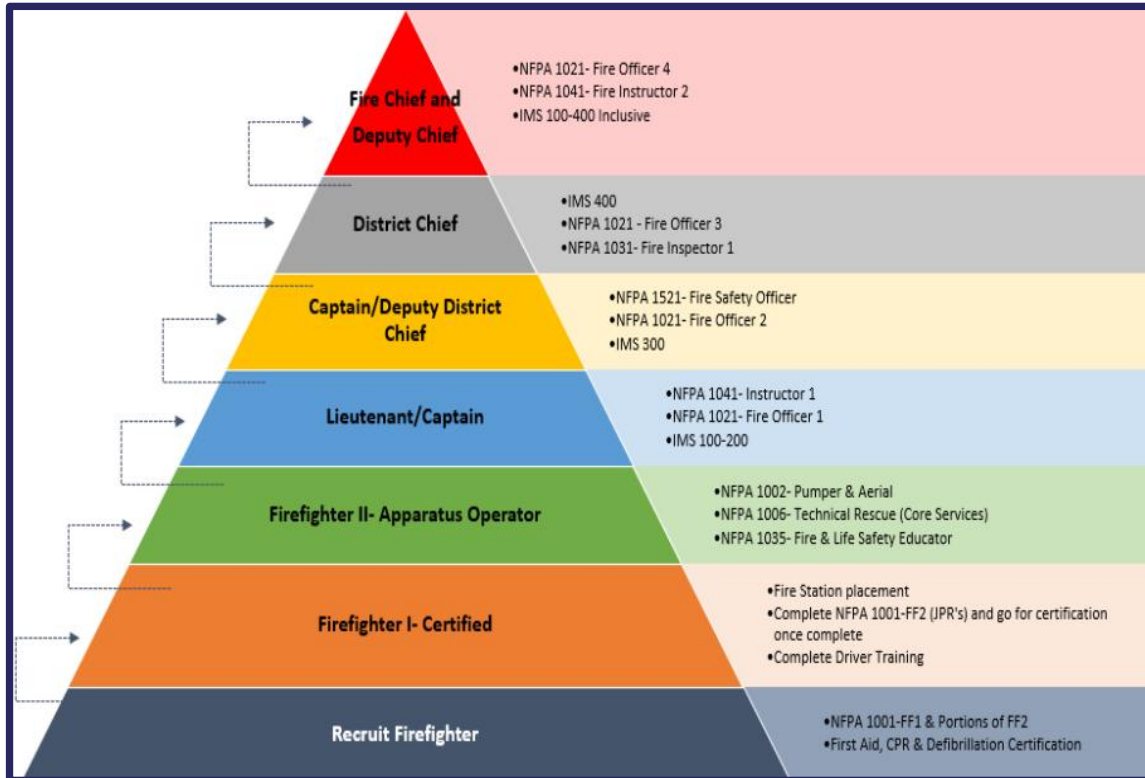 Fire Chief and
Deputy Chief
•NFPA 1021- Fire Officer 4
•NFPA 1041- Fire Instructor 2
•IMS 100-400 Inclusive
District Chief
•IMS 400
•NFPA 1021 - Fire Officer 3
•NFPA 1031- Fire Inspector 1
Captain/Deputy District
Chief
•NFPA 1521- Fire Safety Officer
•NFPA 1021- Fire Officer 2
•IMS 300
Lieutenant/Captain
•NFPA 1041- Instructor 1
•NFPA 1021- Fire Officer 1
•IMS 100-200
Firefighter II- Apparatus Operator
•NFPA 1002- Pumper & Aerial
•NFPA 1006- Technical Rescue (Core Services)
•NFPA 1035- Fire & Life Safety Educator
Firefighter I- Certified
•Fire Station placement
•Complete NFPA 1001-FF2 (JPR's) and go for certification
once complete
•Complete Driver Training
Recruit Firefighter
•NFPA 1001-FF1 & Portions of FF2
•First Aid, CPR & Defibrillation Certification